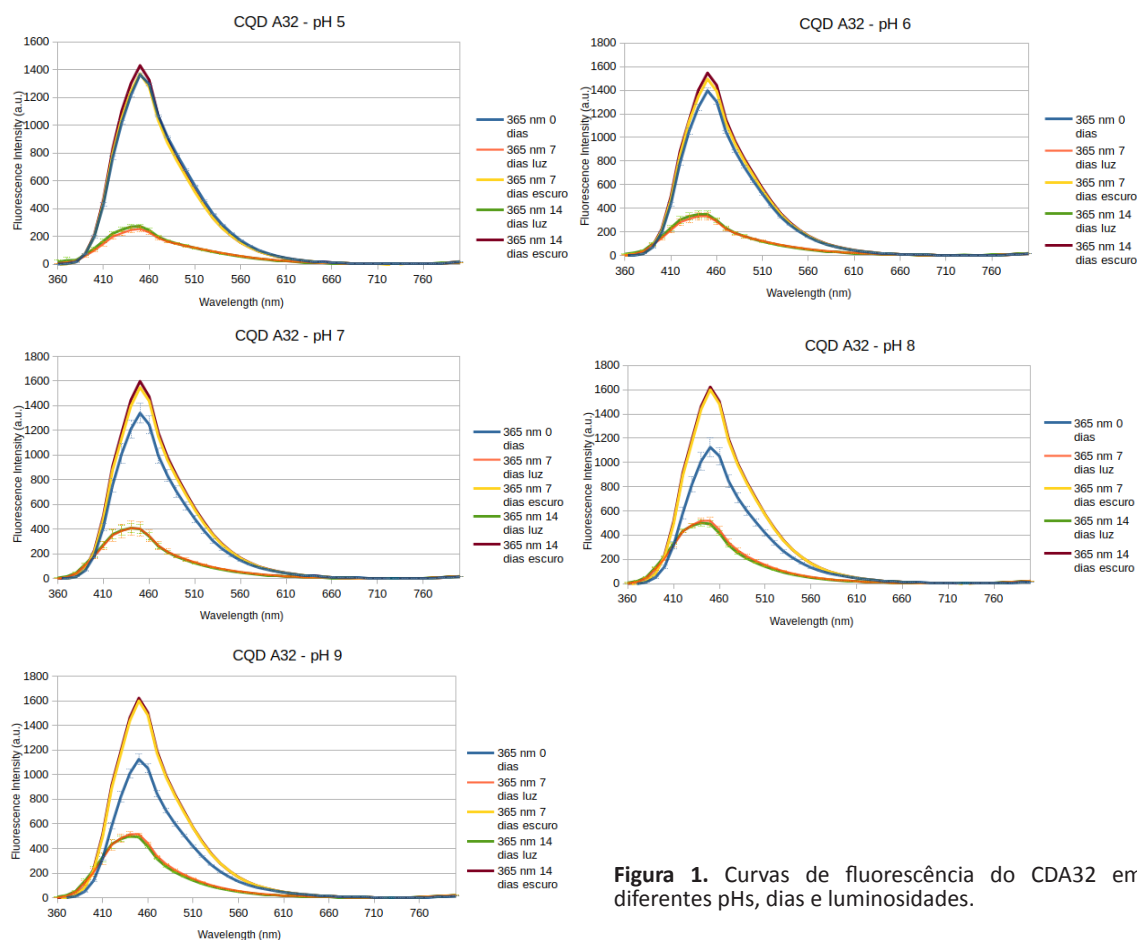 CQD A32 - pH 5
Fluorescence Intensity (a.u.)
1600
1400
1200
1000
800
600
400
200
0
360 410 460 510 560 610 660 710 760
Wavelength (nm)
365 nm 0
dias
365 nm 7
dias luz
365 nm 7
dias escuro
365 nm 14
dias luz
365 nm 14
dias escuro
CQD A32 - pH 6
Fluorescence Intensity (a.u.)
1800
1600
1400
1200
1000
800
600
400
200
0
360 410 460 510 560 610 660 710 760
Wavelength (nm)
365 nm 0
dias
365 nm 7
dias luz
365 nm 7
dias escuro
365 nm 14
dias luz
365 nm 14
dias escuro
CQD A32 - pH 7
Fluorescence Intensity (a.u.)
1800
1600
1400
1200
1000
800
600
400
200
0
360 410 460 510 560 610 660 710 760
Wavelength (nm)
365 nm 0
dias
365 nm 7
dias luz
365 nm 7
dias escuro
365 nm 14
dias luz
365 nm 14
dias escuro
CQD A32 - pH 8
Fluorescence Intensity (a.u.)
1800
1600
1400
1200
1000
800
600
400
200
0
360 410 460 510 560 610 660 710 760
Wavelength (nm)
365 nm 0
dias
365 nm 7
dias luz
365 nm 7
dias escuro
365 nm 14
dias luz
365 nm 14
dias escuro
CQD A32 - pH 9
Fluorescence Intensity (a.u.)
1800
1600
1400
1200
1000
800
600
400
200
0
360 410 460 510 560 610 660 710 760
Wavelength (nm)
365 nm 0
dias
365 nm 7
dias luz
365 nm 7
dias escuro
365 nm 14
dias luz
365 nm 14
dias escuro
Figura 1. Curvas de fluorescência do CDA32 em
diferentes pHs, dias e luminosidades.